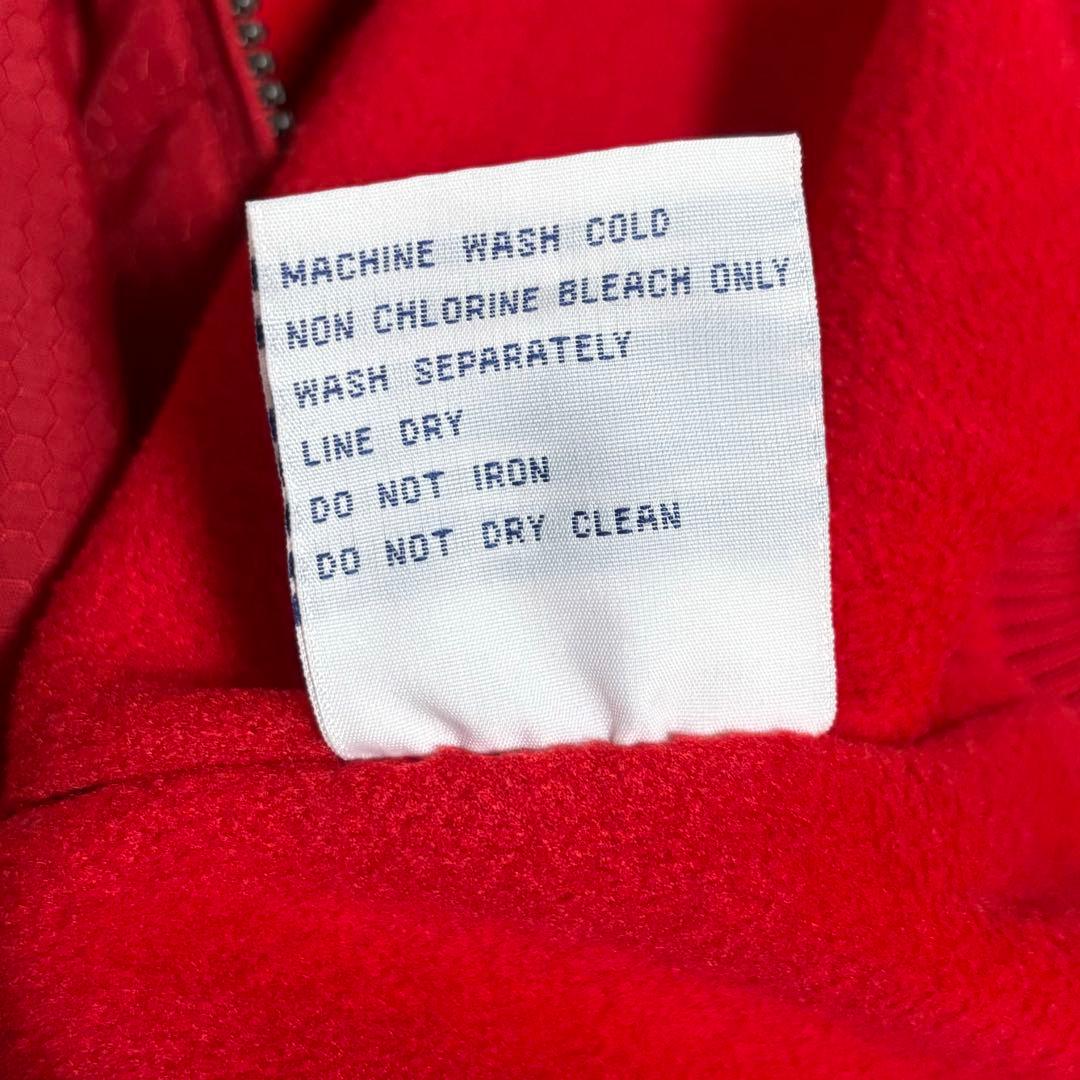 MACHINE WASH COLD
NON CHLORINE BLEACH ONLY
WASH SEPARATELY
LINE DRY
DO NOT IRON
DO NOT DRY CLEAN